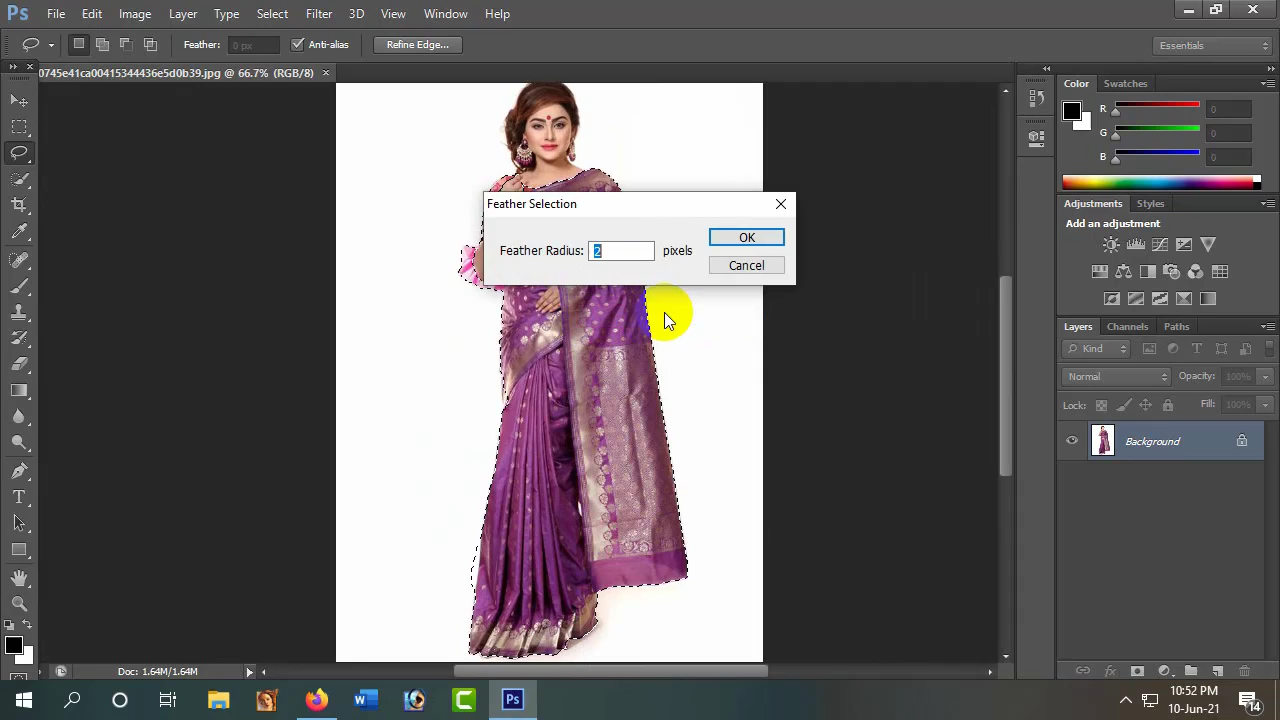 Ps File Edit Image Layer Type Select Filter 3D View Window Help
Feather: 0 px Anti-alias Refine Edge... Essentials
0745e41ca00415344436e5d0b39.jpg @ 66.7% (RGB/8) ×
Color Swatches
R 0
G 0
B 0
Feather Selection
Feather Radius: 2 pixels
OK
Cancel
Adjustments Styles
Add an adjustment
Layers Channels Paths
Kind
Normal Opacity: 100%
Lock: Fill: 100%
Background
Doc: 1.64M/1.64M
10:52 PM
10-Jun-21
14